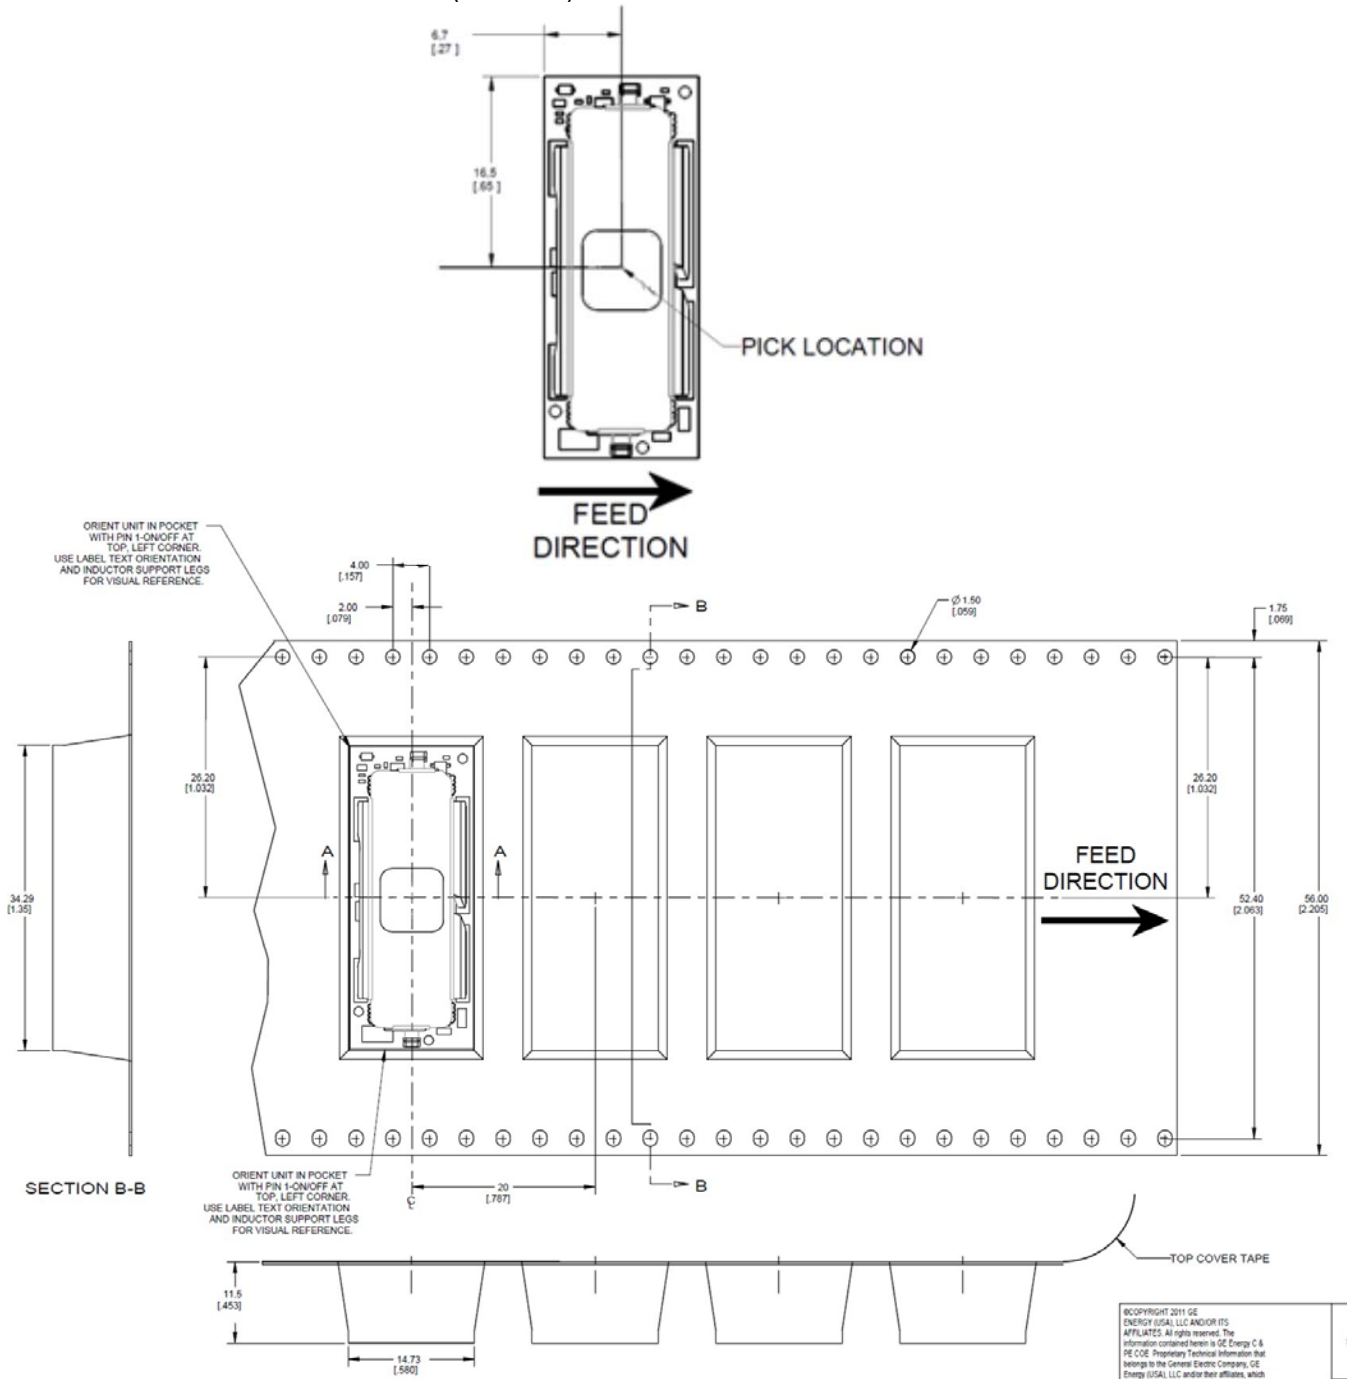 6.7
[.27 ]
16.5
[.65 ]
PICK LOCATION
FEED
DIRECTION
ORIENT UNIT IN POCKET
WITH PIN 1-ON/OFF AT
TOP, LEFT CORNER.
USE LABEL TEXT ORIENTATION
AND INDUCTOR SUPPORT LEGS
FOR VISUAL REFERENCE.
4.00
[.157]
2.00
[.079]
B
Ø 1.50
[.059]
1.75
[.069]
26.20
[1.032]
26.20
[1.032]
A
A
FEED
DIRECTION
34.29
[1.35]
52.40
[2.063]
56.00
[2.205]
SECTION B-B
ORIENT UNIT IN POCKET
WITH PIN 1-ON/OFF AT
TOP, LEFT CORNER.
USE LABEL TEXT ORIENTATION
AND INDUCTOR SUPPORT LEGS
FOR VISUAL REFERENCE.
20
[.787]
B
TOP COVER TAPE
11.5
[.453]
14.73
[.580]
©COPYRIGHT 2011 GE
ENERGY (USA), LLC AND/OR ITS
AFFILIATES. All rights reserved. The
information contained herein is GE Energy C &
PE COE Proprietary Technical Information that
belongs to the General Electric Company, GE
Energy (USA), LLC and/or their affiliates, which